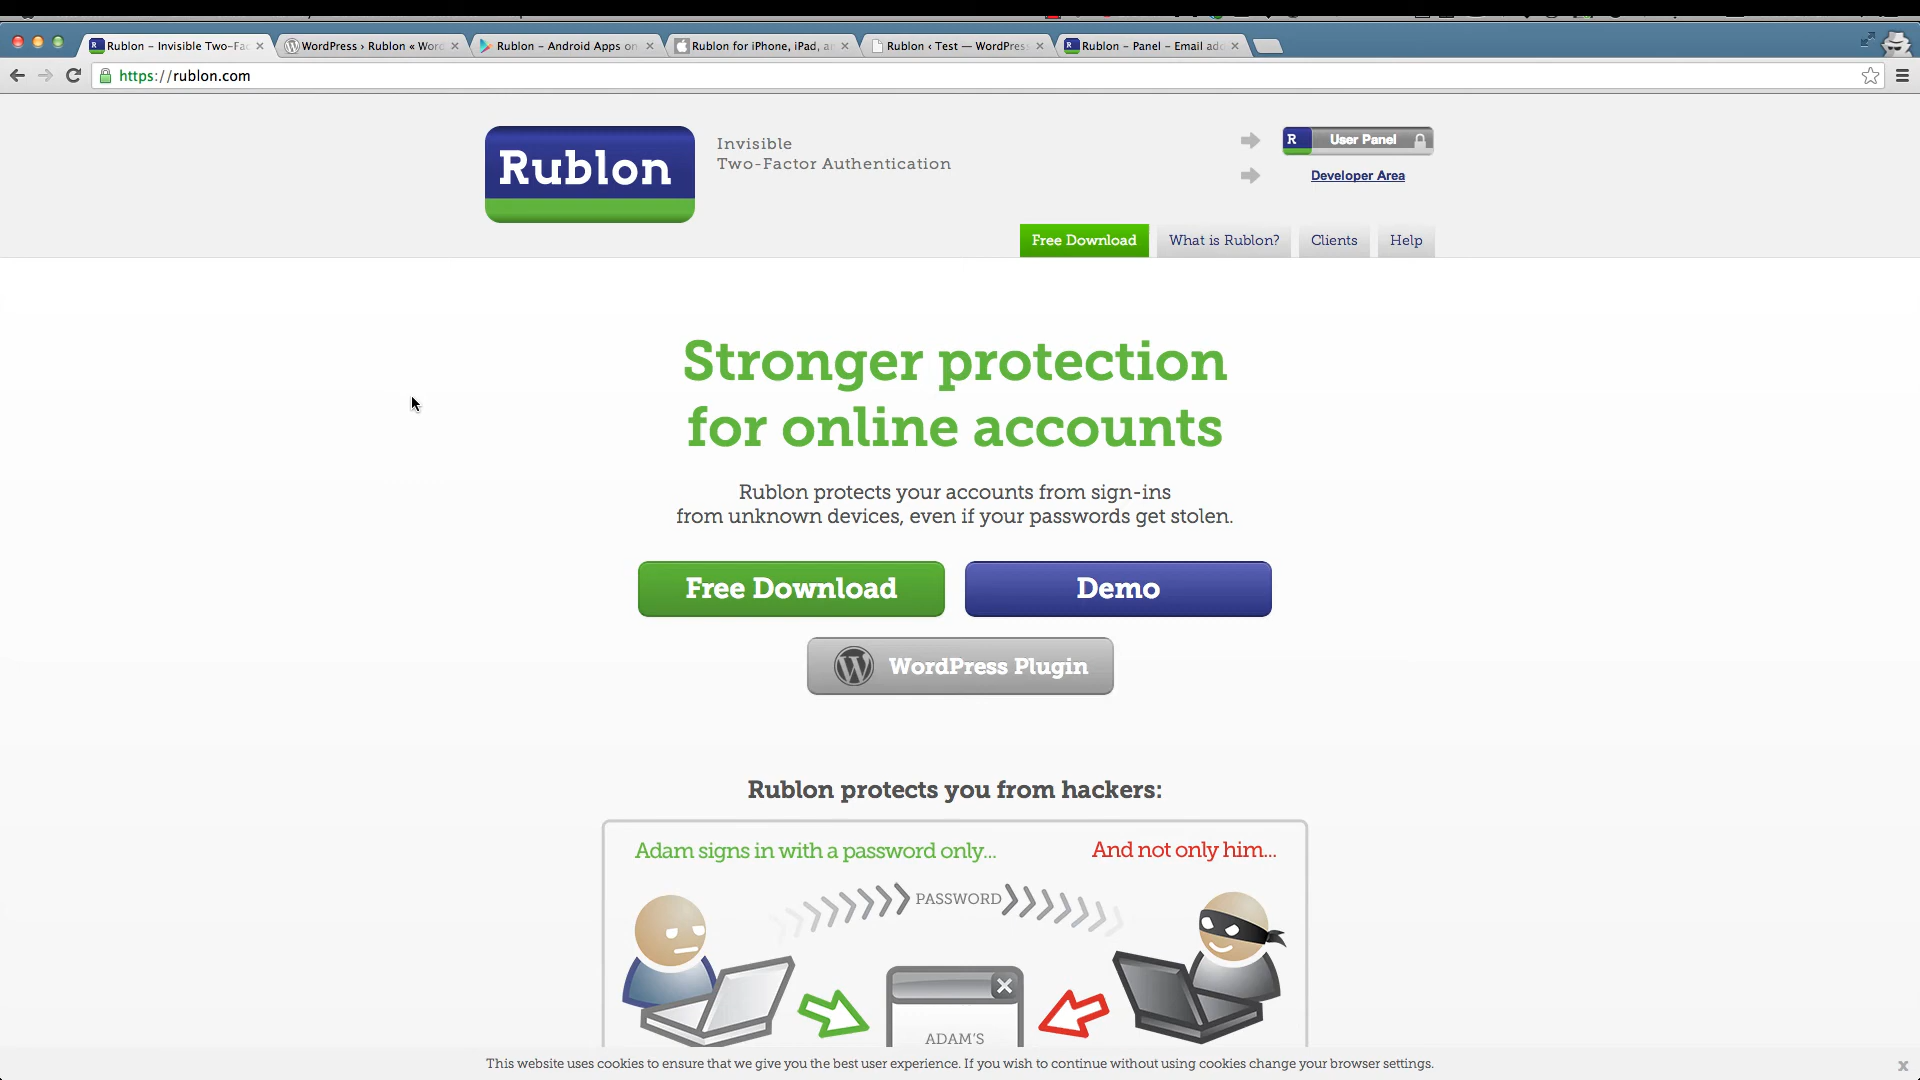 Rublon – Invisible Two-Fac
WordPress › Rublon « Word
Rublon – Android Apps on
Rublon for iPhone, iPad, a
Rublon ‹ Test — WordPress
Rublon – Panel – Email add
https://rublon.com
Rublon
Invisible
Two-Factor Authentication
R User Panel
Developer Area
Free Download
What is Rublon?
Clients
Help
Stronger protection
for online accounts
Rublon protects your accounts from sign-ins
from unknown devices, even if your passwords get stolen.
Free Download
Demo
WordPress Plugin
Rublon protects you from hackers:
Adam signs in with a password only...
And not only him...
PASSWORD
ADAM'S
This website uses cookies to ensure that we give you the best user experience. If you wish to continue without using cookies change your browser settings.
x